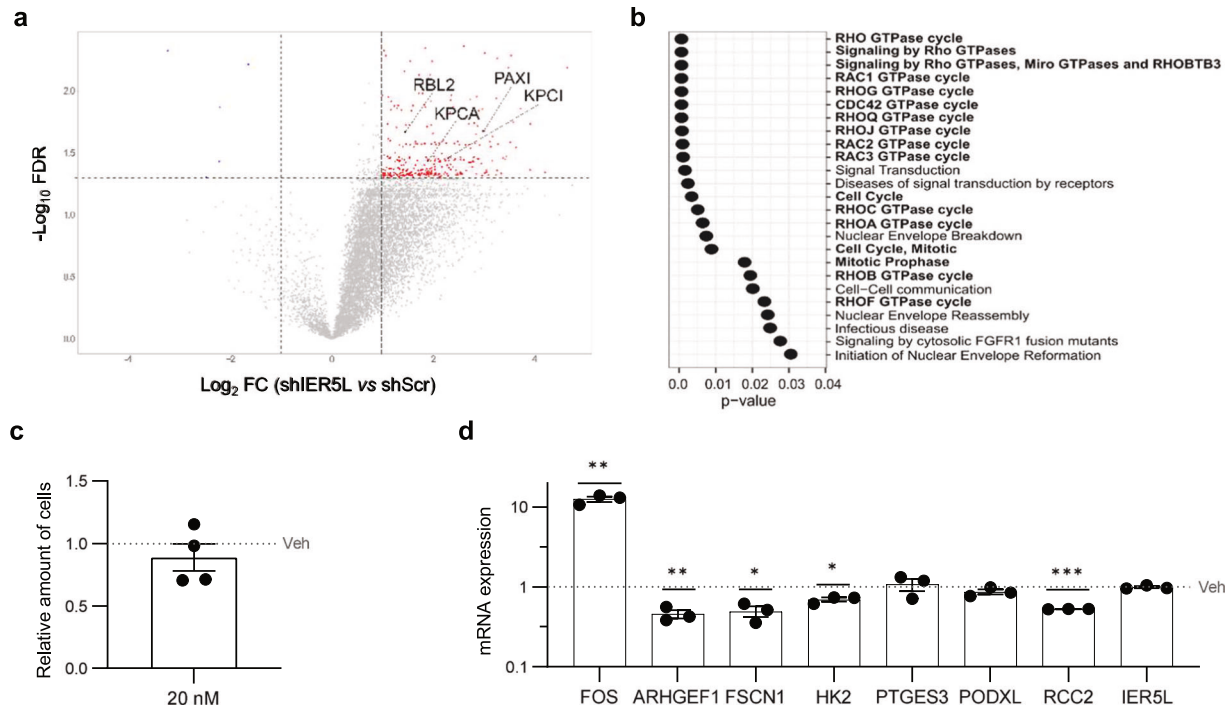 a
2.0
1.5
1.0
0.5
0.0
-4
-2
0
2
4
RBL2
PAXI
KPCI
KPCA
-Log10 FDR
Log2 FC (shIER5L vs shScr)
b
RHO GTPase cycle
Signaling by Rho GTPases
Signaling by Rho GTPases, Miro GTPases and RHOBTB3
RAC1 GTPase cycle
RHOG GTPase cycle
CDC42 GTPase cycle
RHOQ GTPase cycle
RHOJ GTPase cycle
RAC2 GTPase cycle
RAC3 GTPase cycle
Signal Transduction
Diseases of signal transduction by receptors
Cell Cycle
RHOC GTPase cycle
RHOA GTPase cycle
Nuclear Envelope Breakdown
Cell Cycle, Mitotic
Mitotic Prophase
RHOB GTPase cycle
Cell-Cell communication
RHOF GTPase cycle
Nuclear Envelope Reassembly
Infectious disease
Signaling by cytosolic FGFR1 fusion mutants
Initiation of Nuclear Envelope Reformation
0.0 0.01 0.02 0.03 0.04
p-value
c
Relative amount of cells
1.5
1.0
0.5
0.0
Veh
20 nM
d
mRNA expression
10
1
0.1
**
**
*
*
***
Veh
FOS ARHGEF1 FSCN1 HK2 PTGES3 PODXL RCC2 IER5L